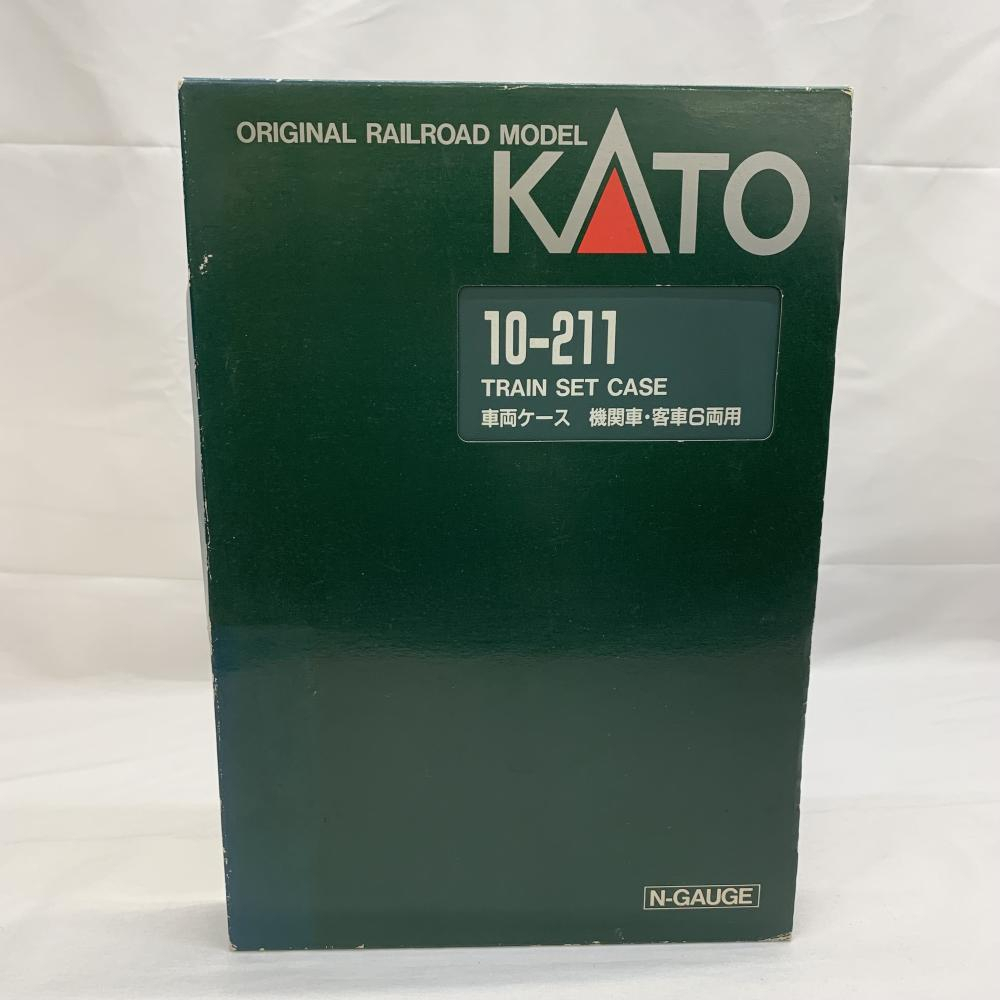 ORIGINAL RAILROAD MODEL
KATO
10-211
TRAIN SET CASE
車両ケース 機関車・客車6両用
N-GAUGE